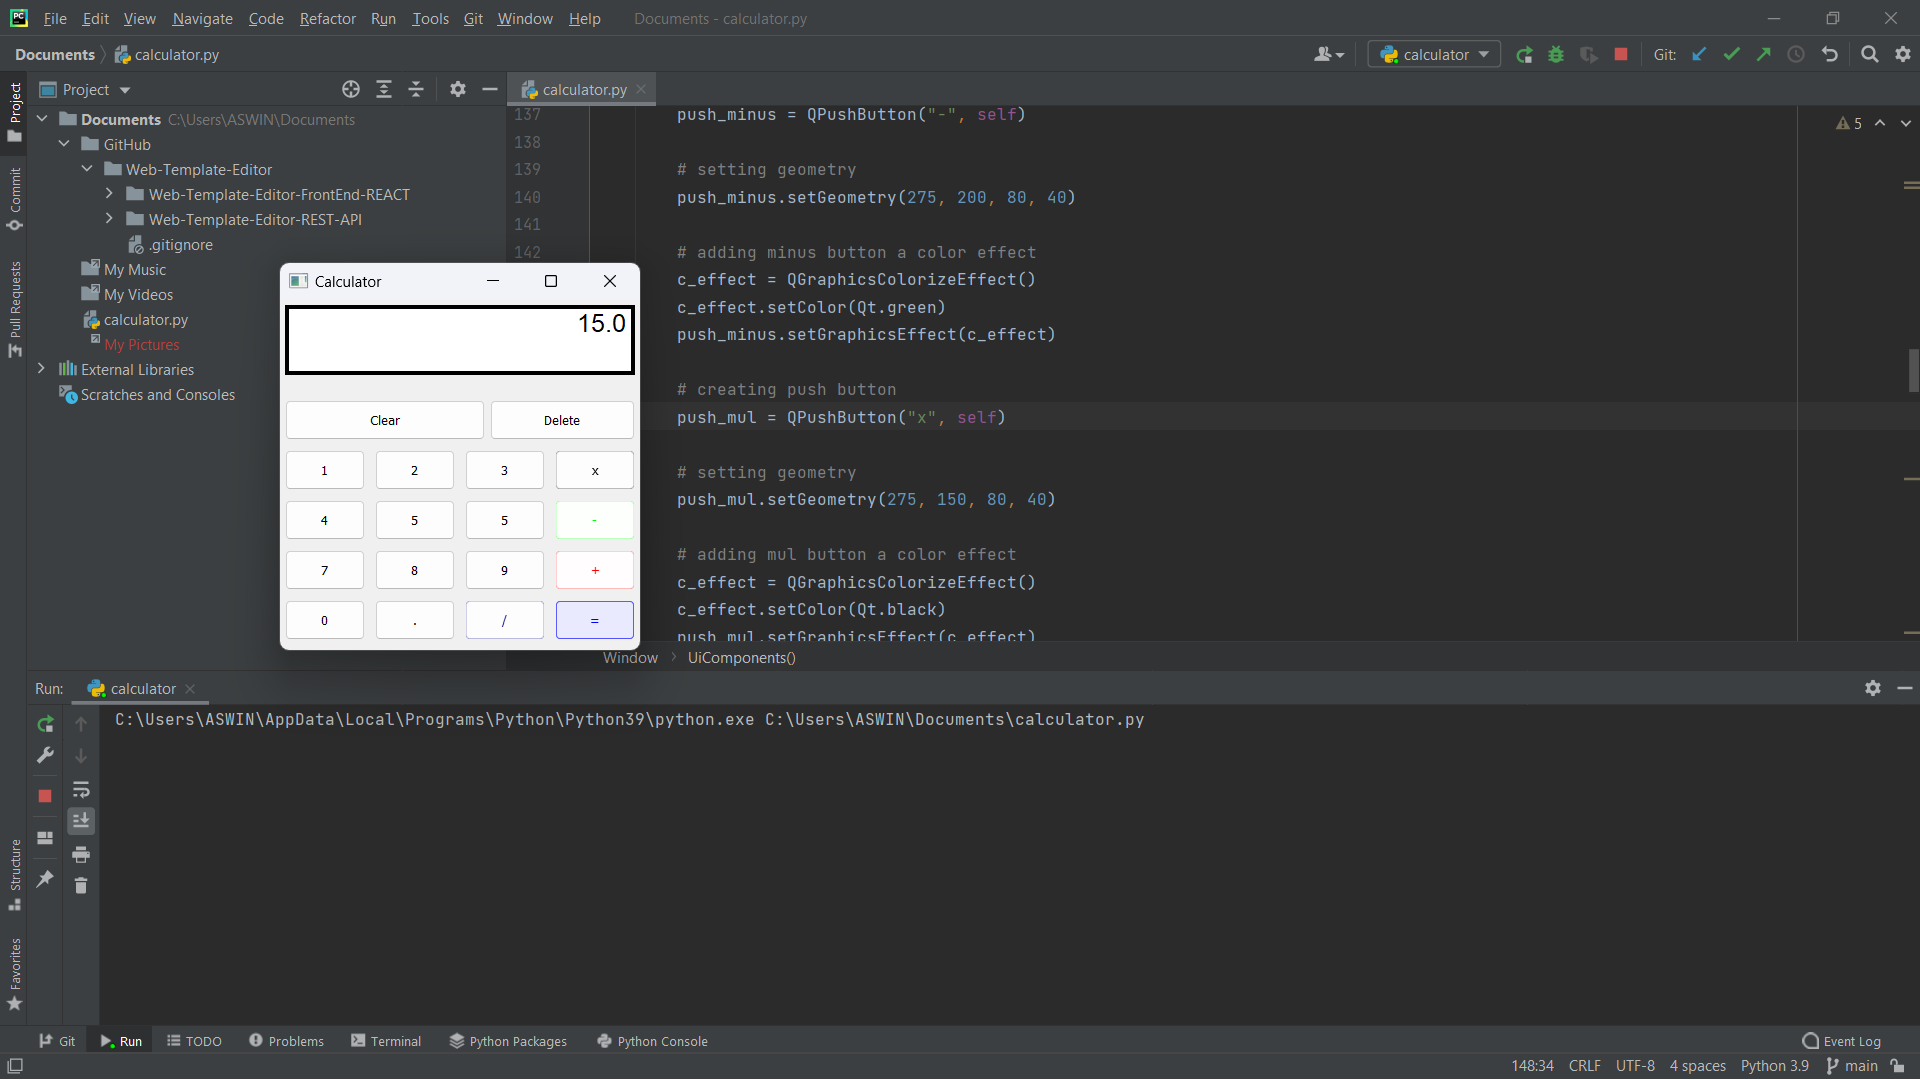 File Edit View Navigate Code Refactor Run Tools Git Window Help Documents - calculator.py
Documents calculator.py
calculator
Git:
Project
calculator.py
Documents C:\Users\ASWIN\Documents
GitHub
Web-Template-Editor
Web-Template-Editor-FrontEnd-REACT
Web-Template-Editor-REST-API
.gitignore
My Music
My Videos
calculator.py
My Pictures
External Libraries
Scratches and Consoles
Project
Commit
Pull Requests
Structure
Favorites
137 push_minus = QPushButton("-", self)
5
138
139 # setting geometry
140 push_minus.setGeometry(275, 200, 80, 40)
141
142 # adding minus button a color effect
c_effect = QGraphicsColorizeEffect()
c_effect.setColor(Qt.green)
push_minus.setGraphicsEffect(c_effect)
# creating push button
push_mul = QPushButton("x", self)
# setting geometry
push_mul.setGeometry(275, 150, 80, 40)
# adding mul button a color effect
c_effect = QGraphicsColorizeEffect()
c_effect.setColor(Qt.black)
push_mul.setGraphicsEffect(c_effect)
Window UiComponents()
Calculator
15.0
Clear Delete
1 2 3 x
4 5 5 -
7 8 9 +
0 . / =
Run: calculator
C:\Users\ASWIN\AppData\Local\Programs\Python\Python39\python.exe C:\Users\ASWIN\Documents\calculator.py
Git Run TODO Problems Terminal Python Packages Python Console Event Log
148:34 CRLF UTF-8 4 spaces Python 3.9 main